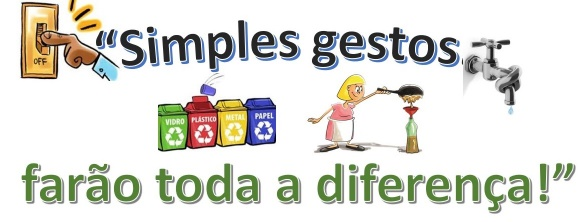 “Simples gestos
OFF
VIDRO PLÁSTICO METAL PAPEL
farão toda a diferença!”